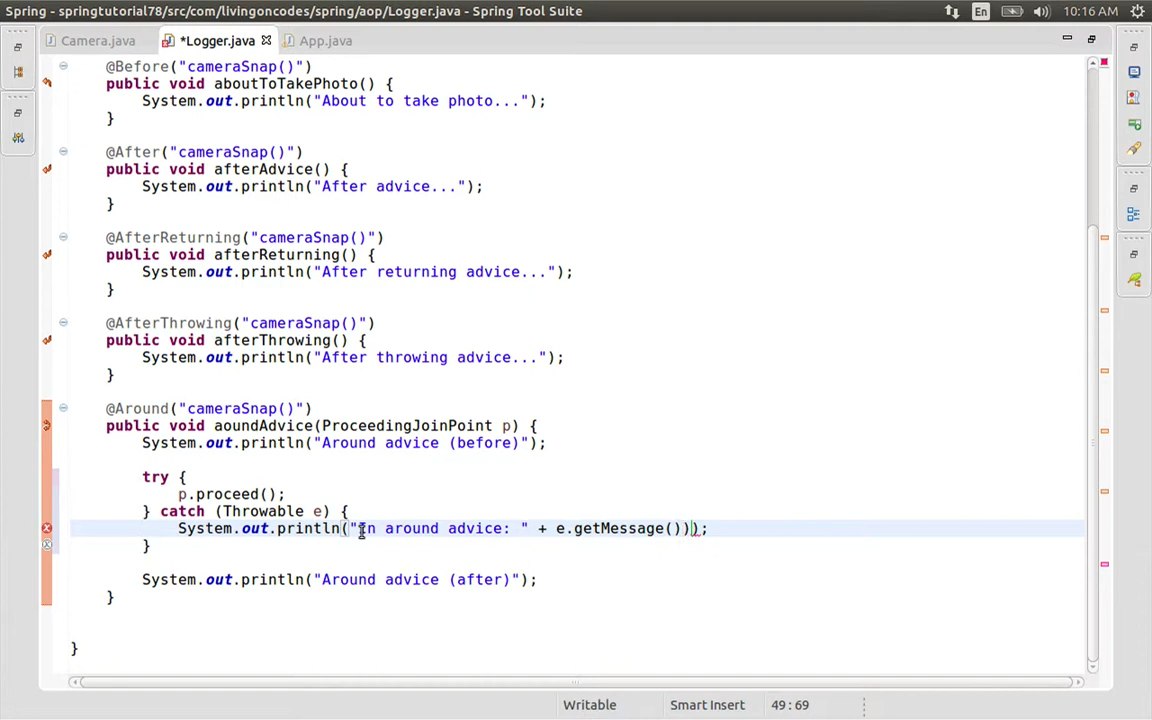 Spring - springtutorial78/src/com/livingoncodes/spring/aop/Logger.java - Spring Tool Suite En 10:16 AM
Camera.java *Logger.java App.java
@Before("cameraSnap()")
public void aboutToTakePhoto() {
System.out.println("About to take photo...");
}
@After("cameraSnap()")
public void afterAdvice() {
System.out.println("After advice...");
}
@AfterReturning("cameraSnap()")
public void afterReturning() {
System.out.println("After returning advice...");
}
@AfterThrowing("cameraSnap()")
public void afterThrowing() {
System.out.println("After throwing advice...");
}
@Around("cameraSnap()")
public void aoundAdvice(ProceedingJoinPoint p) {
System.out.println("Around advice (before)");
try {
p.proceed();
} catch (Throwable e) {
System.out.println("In around advice: " + e.getMessage()));
}
System.out.println("Around advice (after)");
}
}
Writable Smart Insert 49 : 69